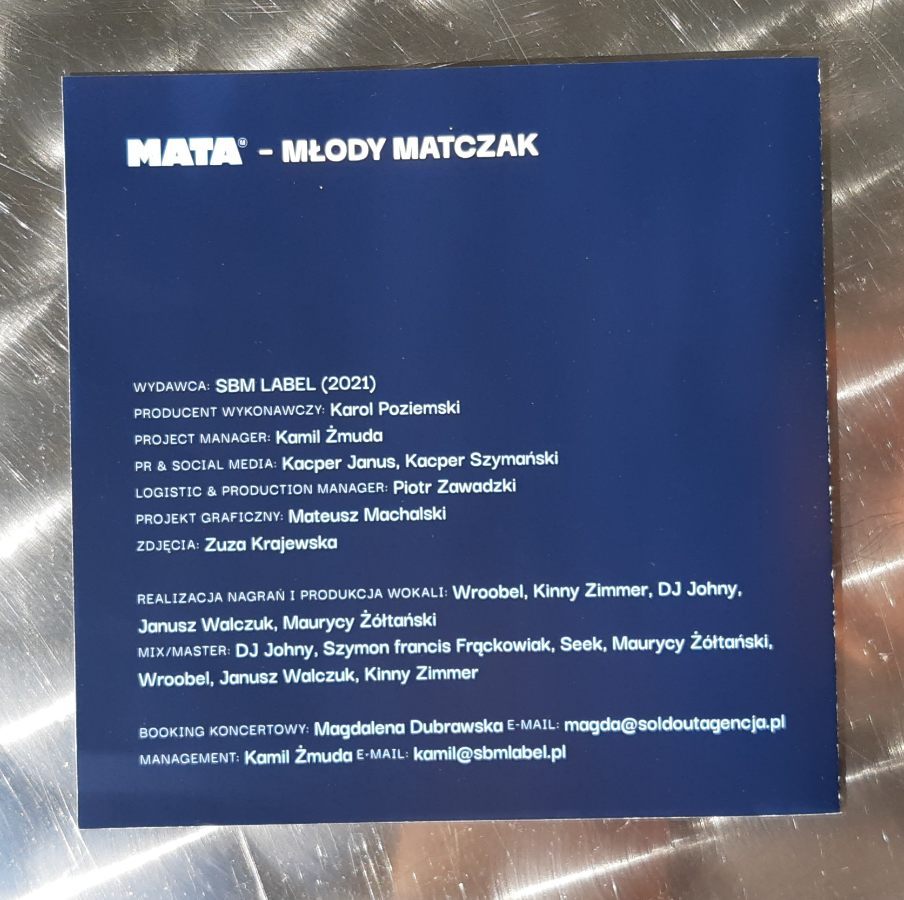 MATA Ⓜ - MŁODY MATCZAK
WYDAWCA: SBM LABEL (2021)
PRODUCENT WYKONAWCZY: Karol Poziemski
PROJECT MANAGER: Kamil Żmuda
PR & SOCIAL MEDIA: Kacper Janus, Kacper Szymański
LOGISTIC & PRODUCTION MANAGER: Piotr Zawadzki
PROJEKT GRAFICZNY: Mateusz Machalski
ZDJĘCIA: Zuza Krajewska
REALIZACJA NAGRAŃ I PRODUKCJA WOKALI: Wroobel, Kinny Zimmer, DJ Johny,
Janusz Walczuk, Maurycy Żółtański
MIX/MASTER: DJ Johny, Szymon francis Frąckowiak, Seek, Maurycy Żółtański,
Wroobel, Janusz Walczuk, Kinny Zimmer
BOOKING KONCERTOWY: Magdalena Dubrawska E-MAIL: magda@soldoutagencja.pl
MANAGEMENT: Kamil Żmuda E-MAIL: kamil@sbmlabel.pl